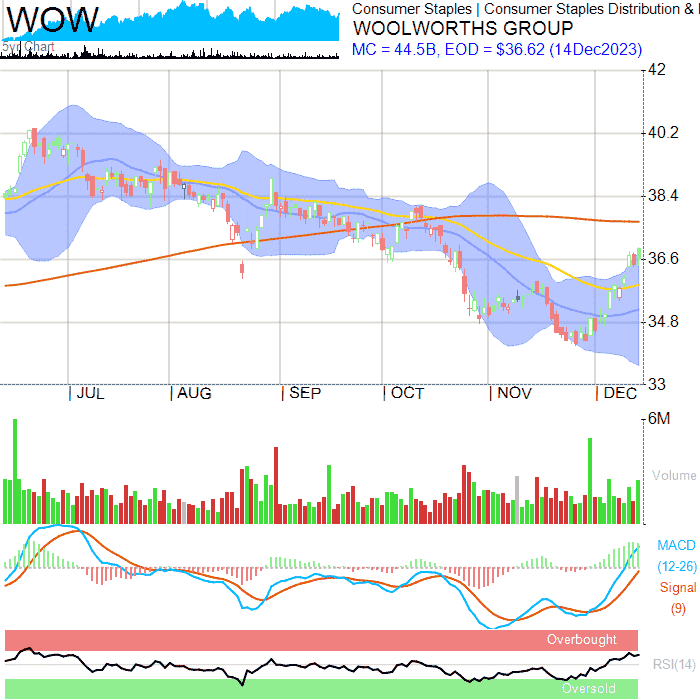 WOW
Consumer Staples | Consumer Staples Distribution &
WOOLWORTHS GROUP
5yr Chart
MC = 44.5B, EOD = $36.62 (14Dec2023)
42
40.2
38.4
36.6
34.8
33
| JUL
| AUG
| SEP
| OCT
| NOV
| DEC
6M
Volume
MACD
(12-26)
Signal
(9)
Overbought
RSI(14)
Oversold